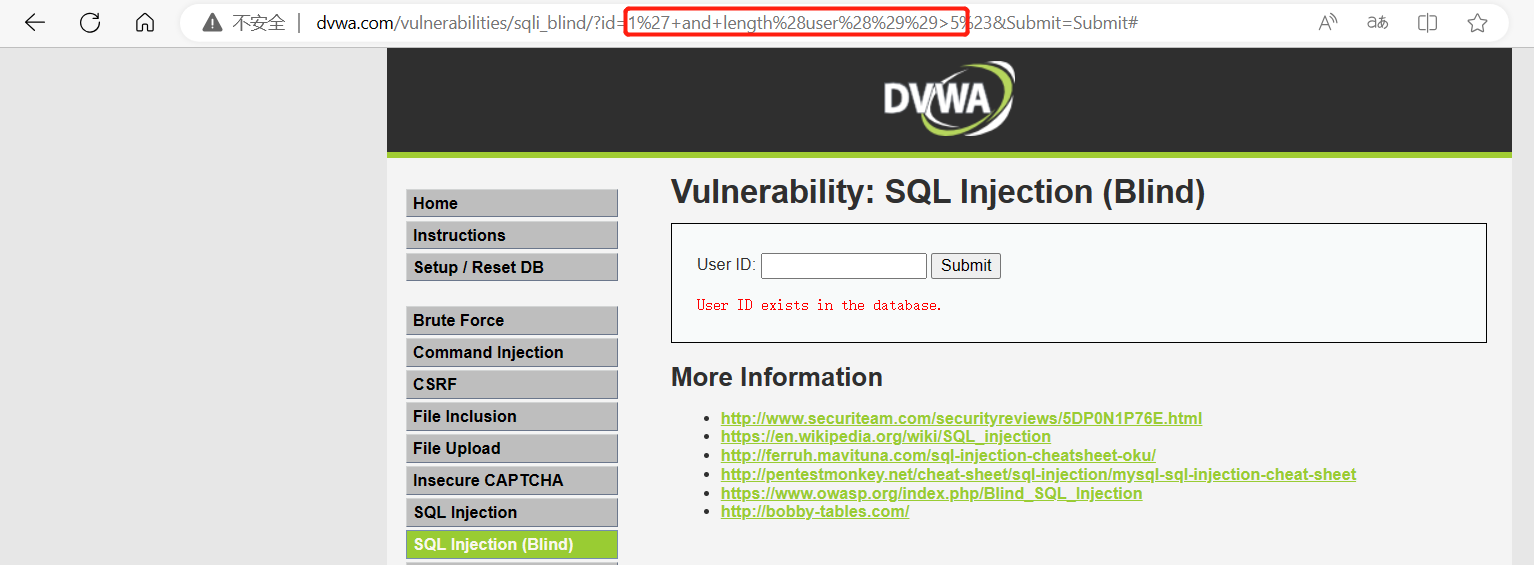 不安全 | dvwa.com/vulnerabilities/sqli_blind/?id=1%27+and+length%28user%28%29%29>5%23&Submit=Submit#
DVWA
Vulnerability: SQL Injection (Blind)
Home
Instructions
Setup / Reset DB
Brute Force
Command Injection
CSRF
File Inclusion
File Upload
Insecure CAPTCHA
SQL Injection
SQL Injection (Blind)
User ID: Submit
User ID exists in the database.
More Information
http://www.securiteam.com/securityreviews/5DP0N1P76E.html
https://en.wikipedia.org/wiki/SQL_injection
http://ferruh.mavituna.com/sql-injection-cheatsheet-oku/
http://pentestmonkey.net/cheat-sheet/sql-injection/mysql-sql-injection-cheat-sheet
https://www.owasp.org/index.php/Blind_SQL_Injection
http://bobby-tables.com/